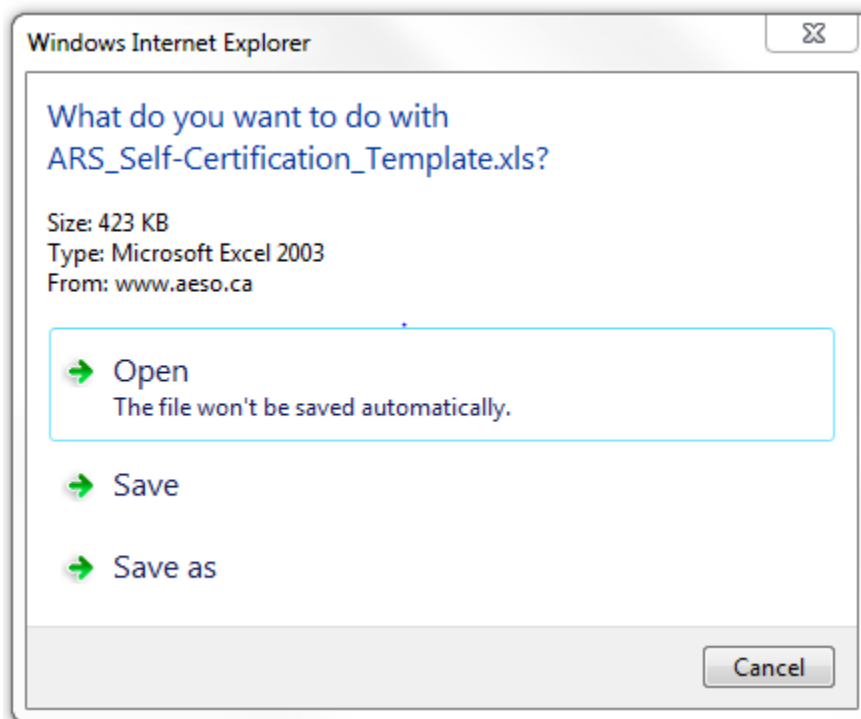 Windows Internet Explorer
What do you want to do with
ARS_Self-Certification_Template.xls?
Size: 423 KB
Type: Microsoft Excel 2003
From: www.aeso.ca
Open
The file won't be saved automatically.
Save
Save as
Cancel